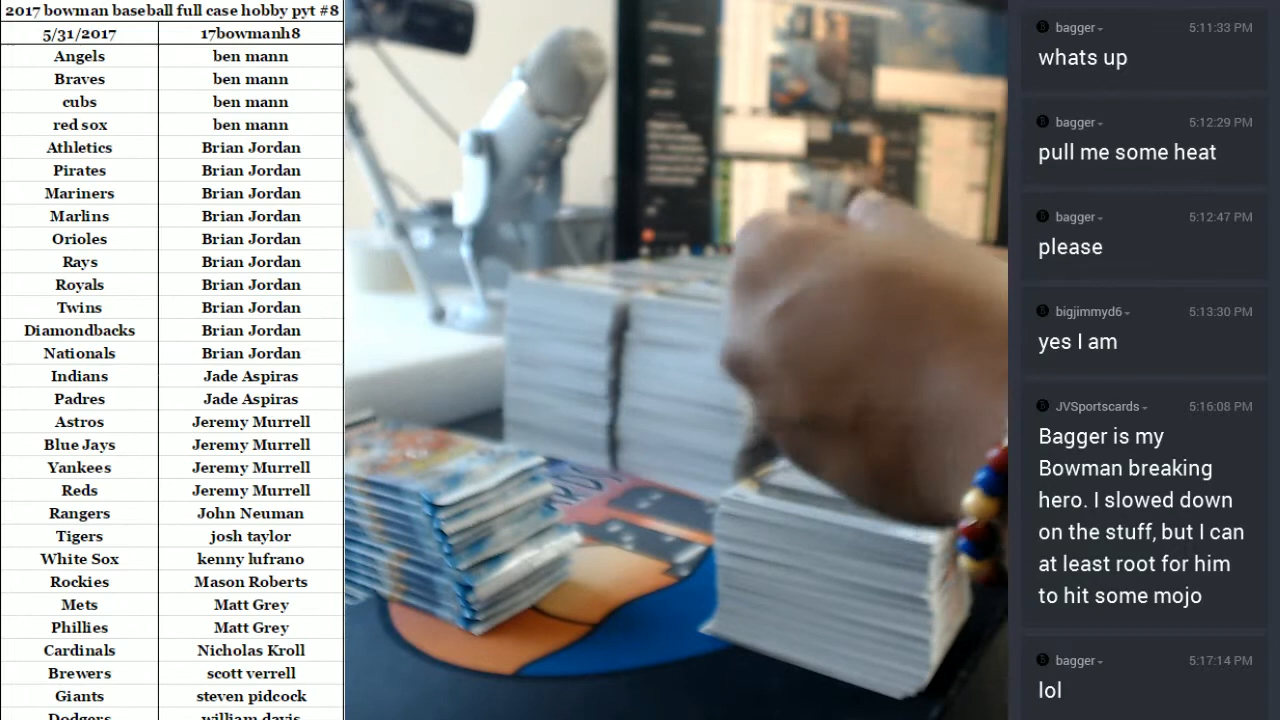 2017 bowman baseball full case hobby pyt #8
5/31/2017 17bowmanh8
Angels ben mann
Braves ben mann
cubs ben mann
red sox ben mann
Athletics Brian Jordan
Pirates Brian Jordan
Mariners Brian Jordan
Marlins Brian Jordan
Orioles Brian Jordan
Rays Brian Jordan
Royals Brian Jordan
Twins Brian Jordan
Diamondbacks Brian Jordan
Nationals Brian Jordan
Indians Jade Aspiras
Padres Jade Aspiras
Astros Jeremy Murrell
Blue Jays Jeremy Murrell
Yankees Jeremy Murrell
Reds Jeremy Murrell
Rangers John Neuman
Tigers josh taylor
White Sox kenny lufrano
Rockies Mason Roberts
Mets Matt Grey
Phillies Matt Grey
Cardinals Nicholas Kroll
Brewers scott verrell
Giants steven pidcock
Dodgers william davis
bagger 5:11:33 PM
whats up
bagger 5:12:29 PM
pull me some heat
bagger 5:12:47 PM
please
bigjimmyd6 5:13:30 PM
yes I am
JVSportscards 5:16:08 PM
Bagger is my
Bowman breaking
hero. I slowed down
on the stuff, but I can
at least root for him
to hit some mojo
bagger 5:17:14 PM
lol